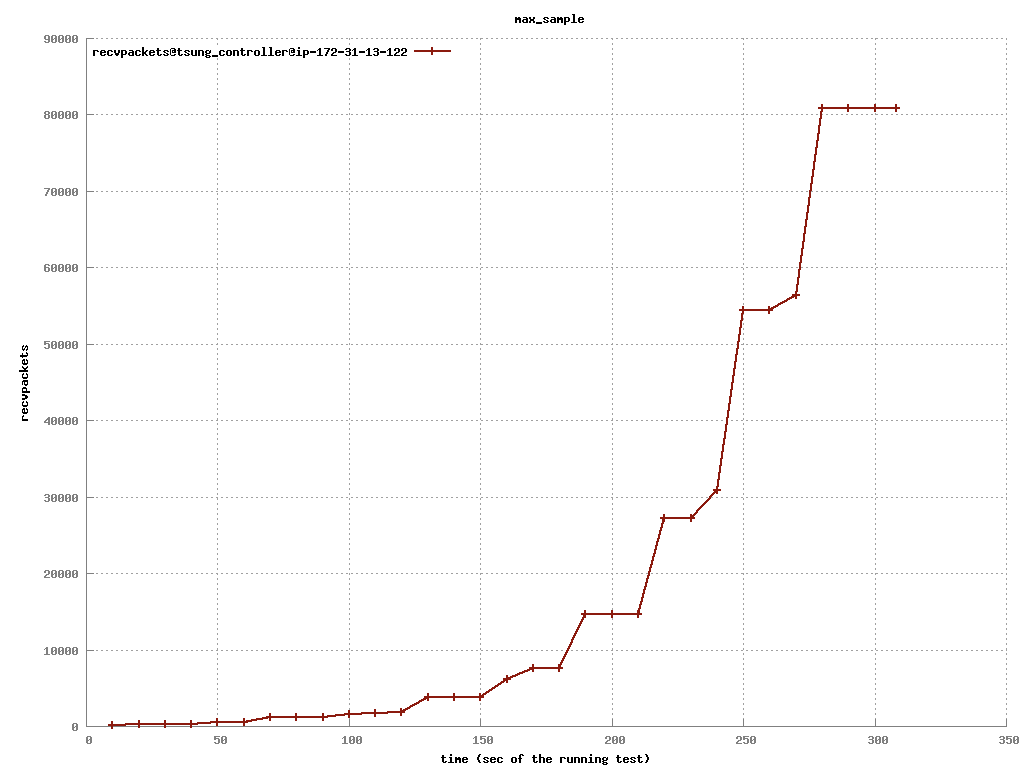 max_sample
90000
recvpackets@tsung_controller@ip-172-31-13-122
80000
70000
60000
50000
recvpackets
40000
30000
20000
10000
0
0 50 100 150 200 250 300 350
time (sec of the running test)